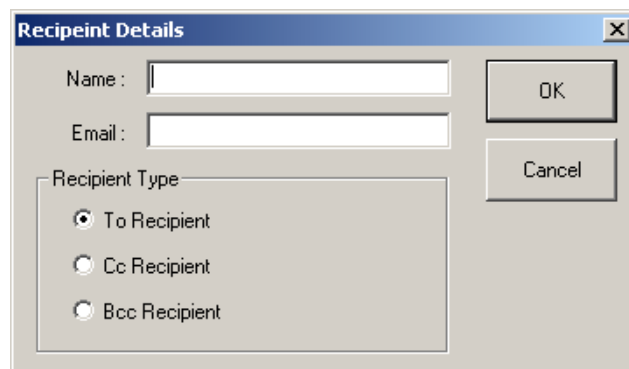 Recipeint Details
Name :
OK
Email :
Cancel
Recipient Type
To Recipient
Cc Recipient
Bcc Recipient